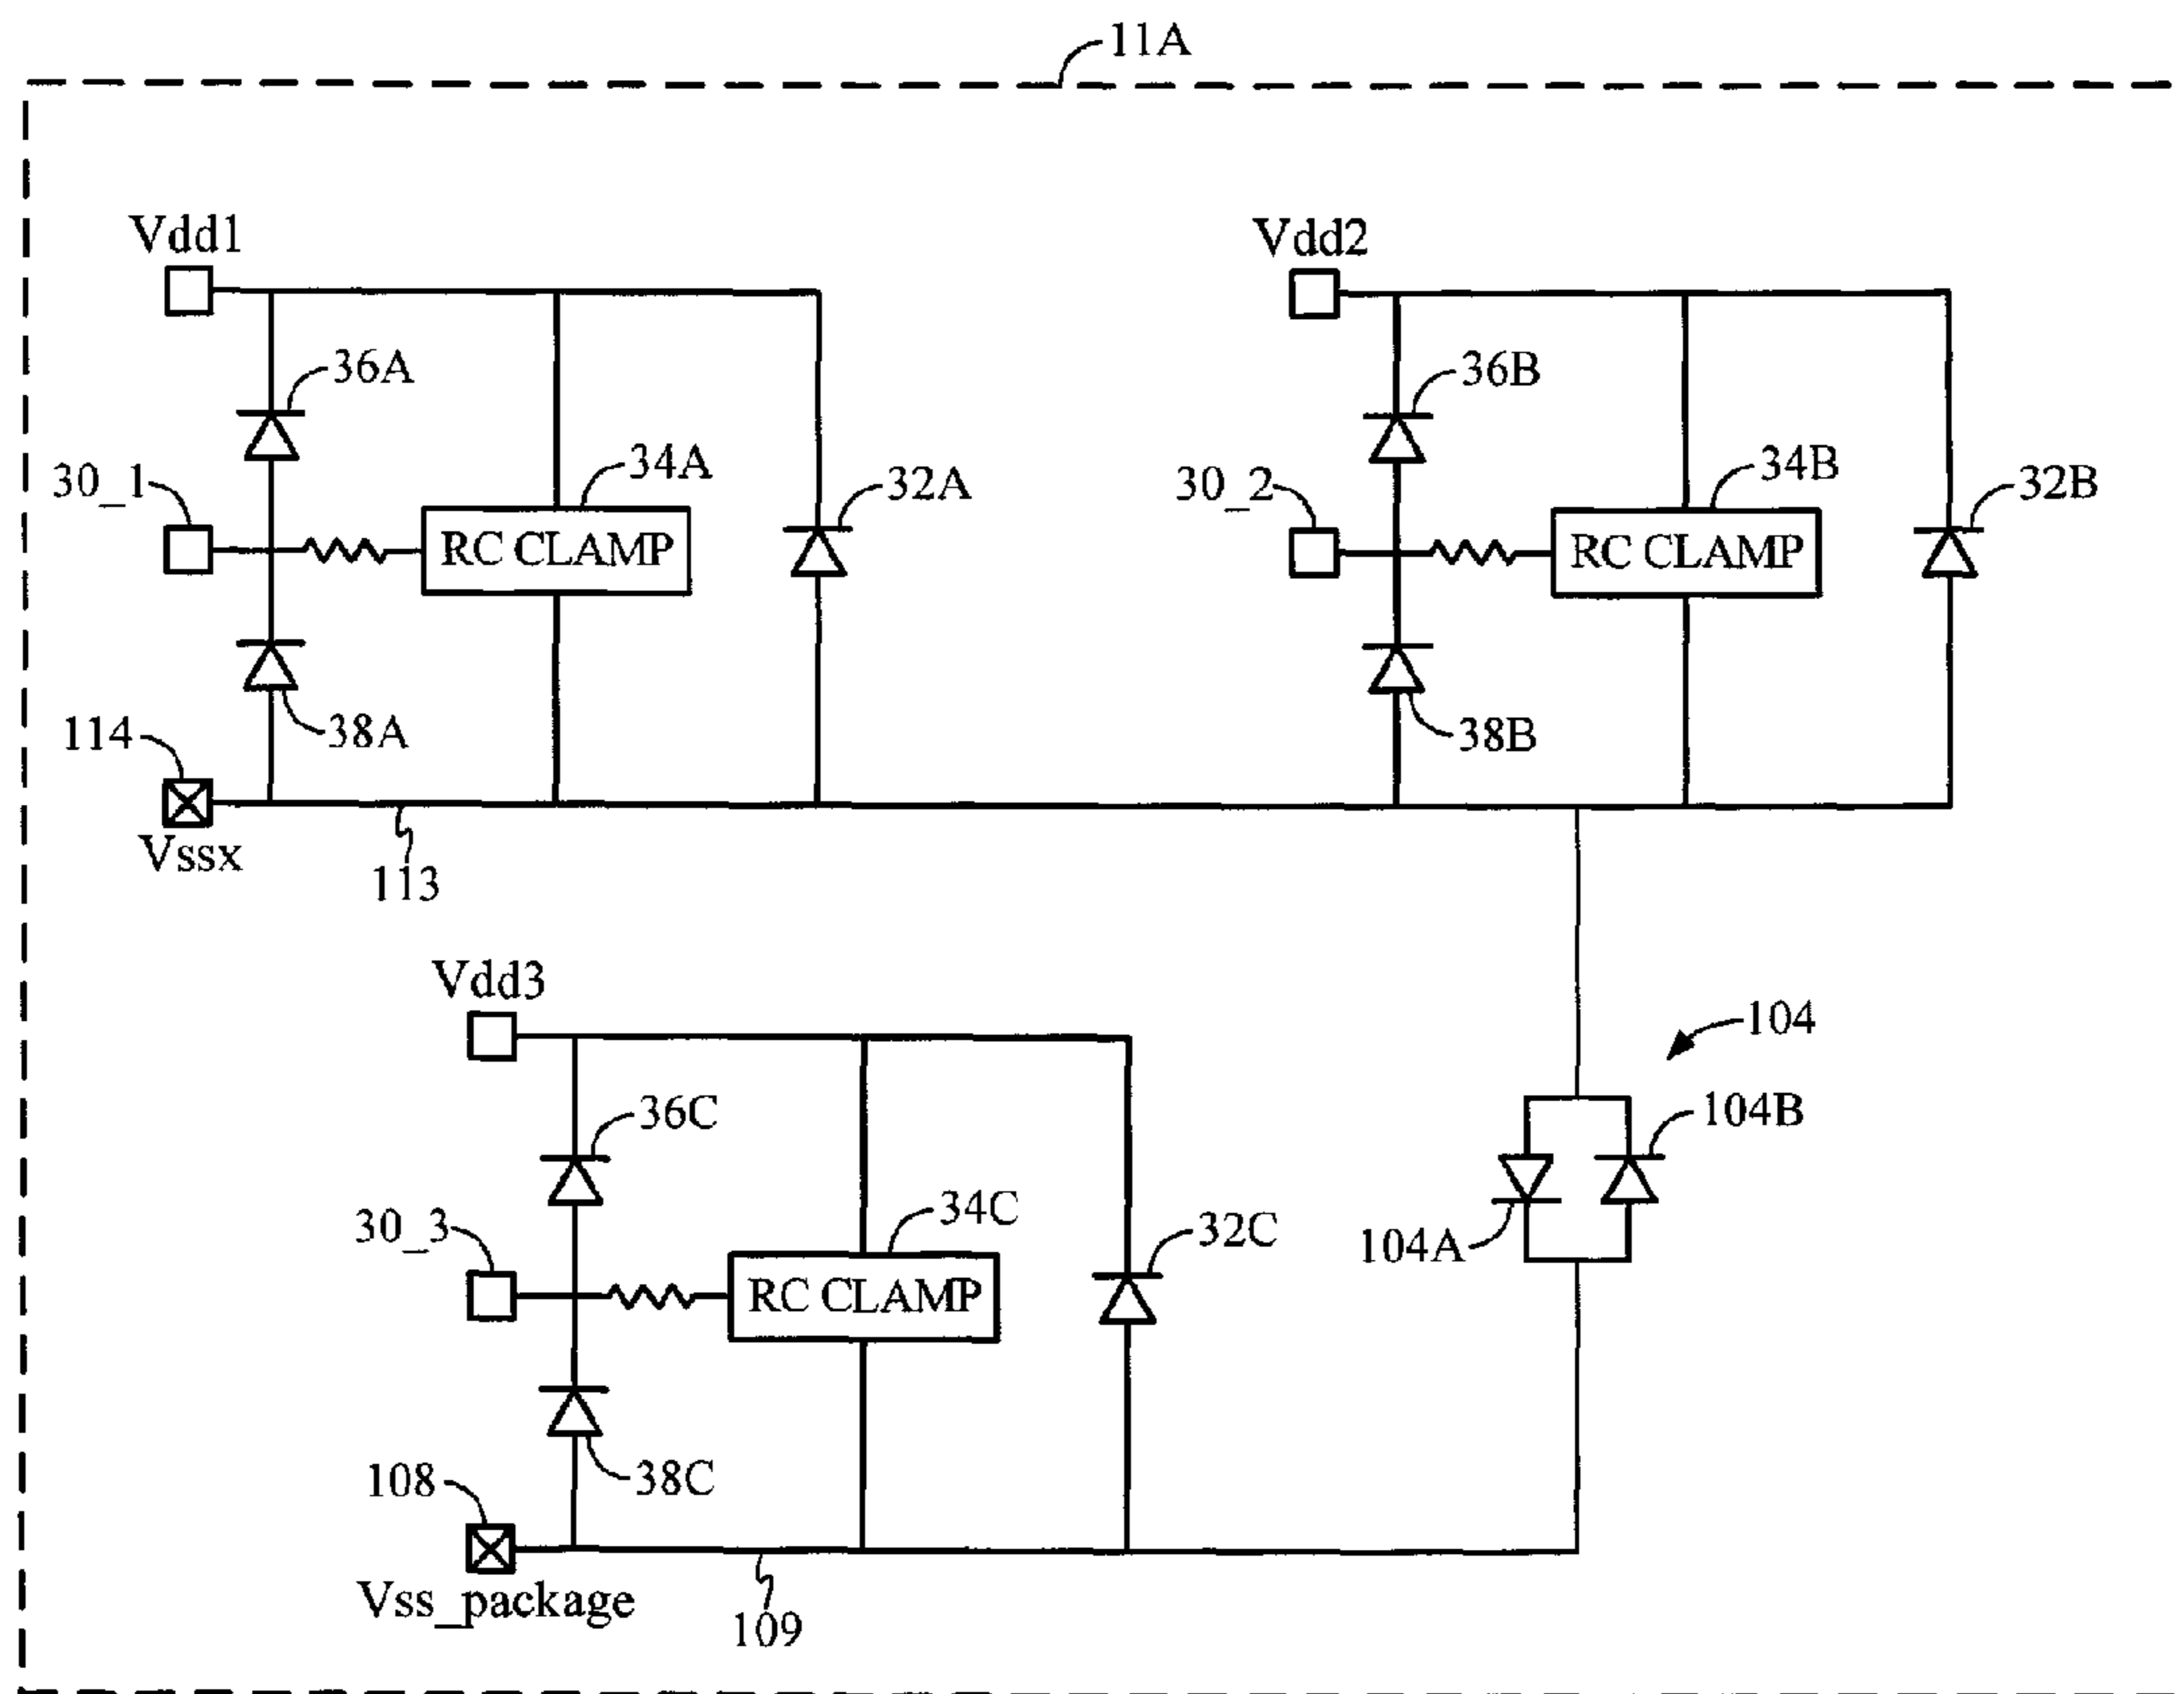 11A
Vdd1
Vdd2
36A
36B
30_1
34A
32A
30_2
34B
32B
RC CLAMP
RC CLAMP
114
38A
38B
Vssx
113
Vdd3
104
36C
104B
30_3
34C
32C
104A
RC CLAMP
108
38C
Vss_package
109